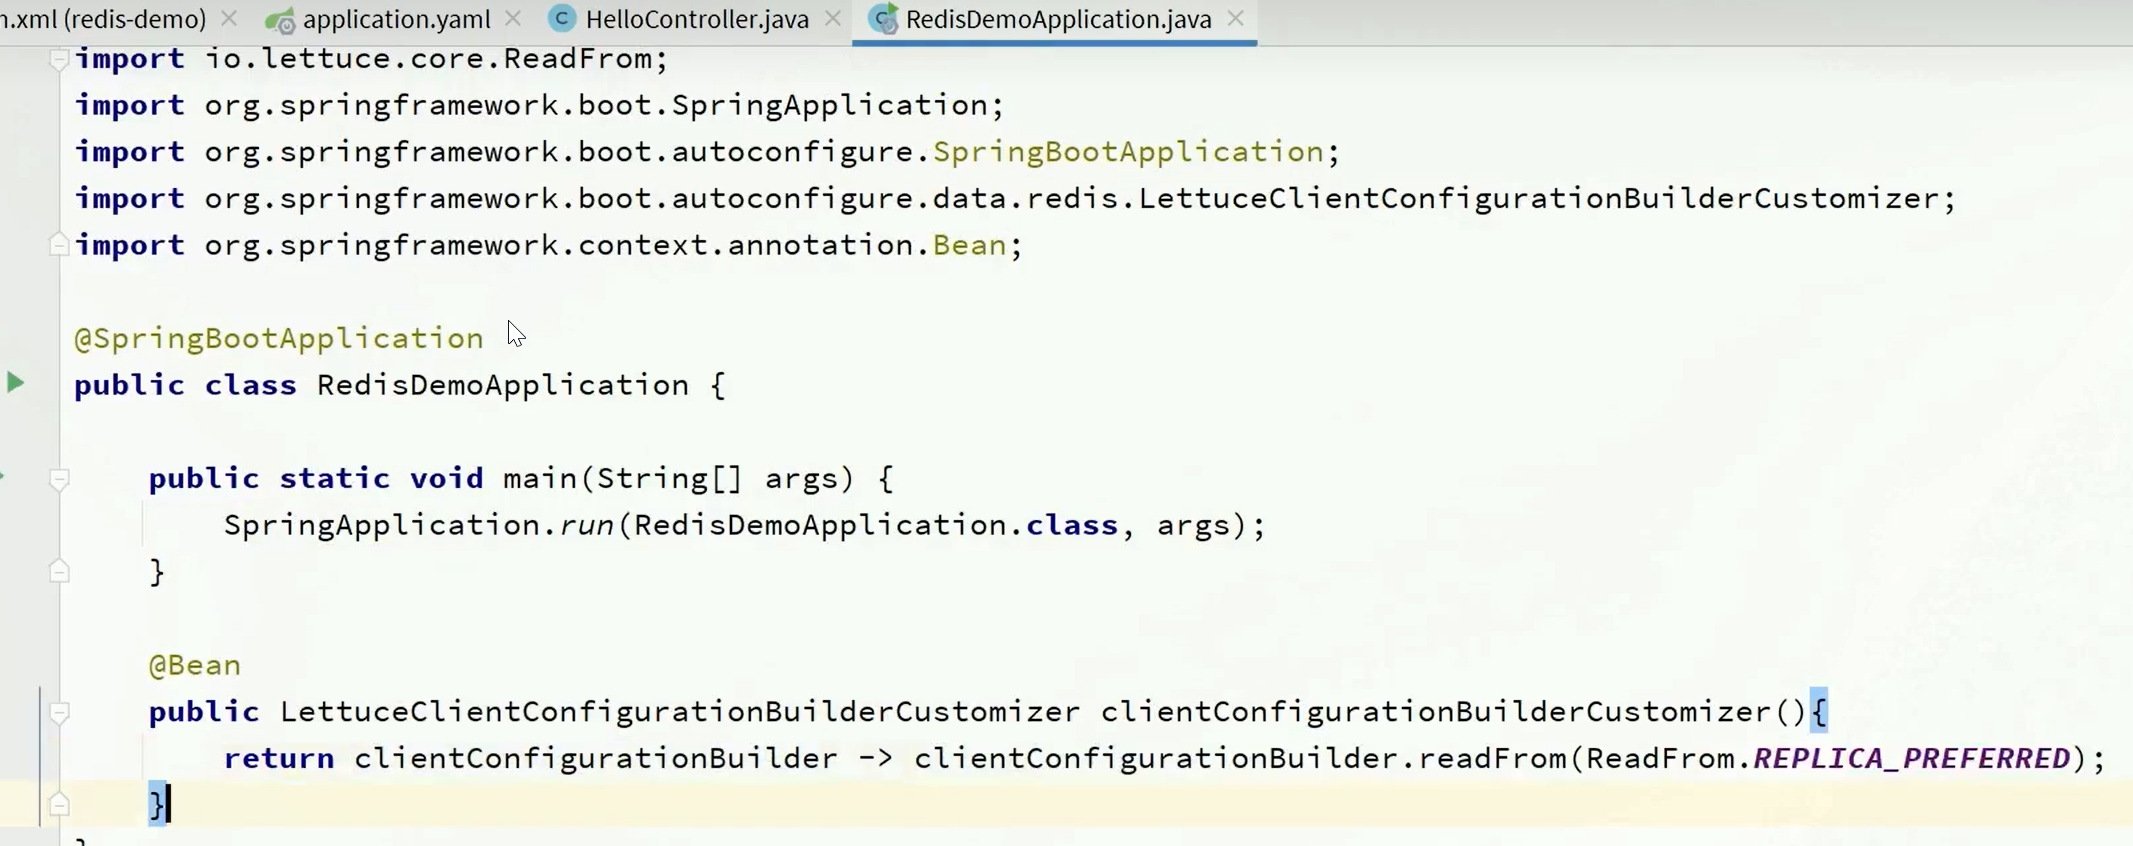 n.xml (redis-demo) application.yaml HelloController.java RedisDemoApplication.java
import io.lettuce.core.ReadFrom;
import org.springframework.boot.SpringApplication;
import org.springframework.boot.autoconfigure.SpringBootApplication;
import org.springframework.boot.autoconfigure.data.redis.LettuceClientConfigurationBuilderCustomizer;
import org.springframework.context.annotation.Bean;
@SpringBootApplication
public class RedisDemoApplication {
public static void main(String[] args) {
SpringApplication.run(RedisDemoApplication.class, args);
}
@Bean
public LettuceClientConfigurationBuilderCustomizer clientConfigurationBuilderCustomizer(){
return clientConfigurationBuilder -> clientConfigurationBuilder.readFrom(ReadFrom.REPLICA_PREFERRED);
}
}